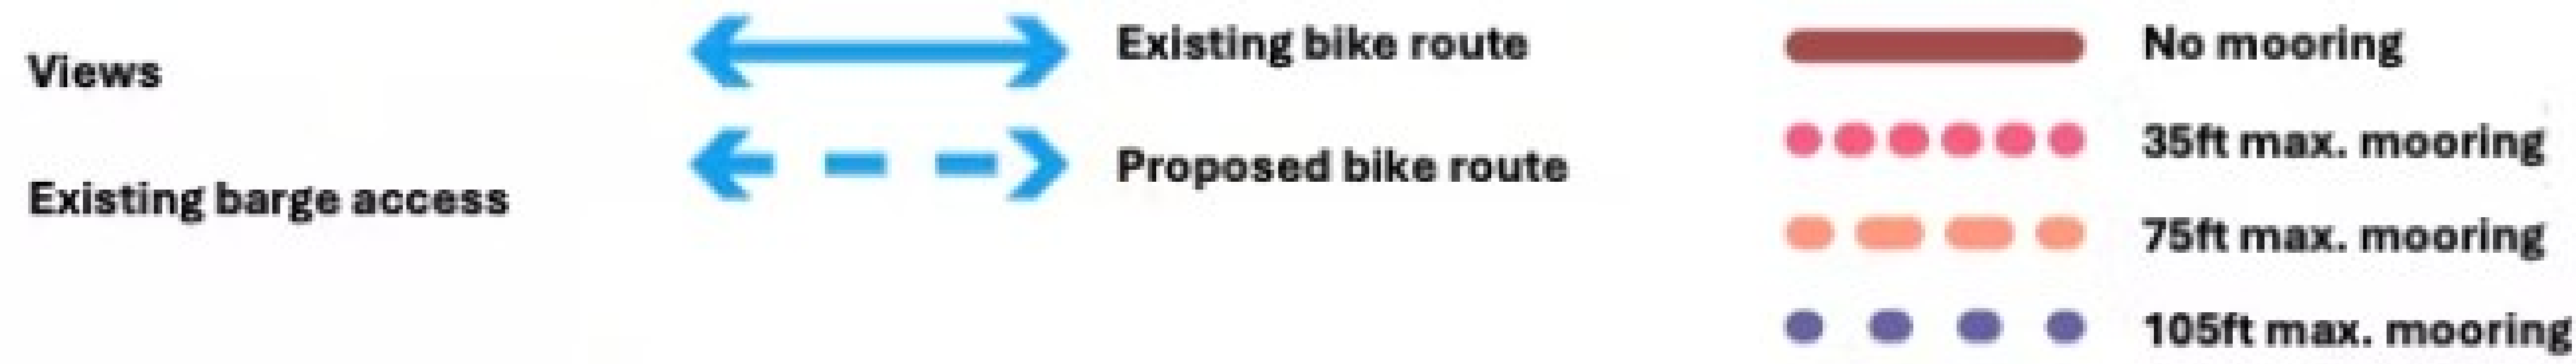 Views
Existing barge access
Existing bike route
Proposed bike route
No mooring
35ft max. mooring
75ft max. mooring
105ft max. mooring